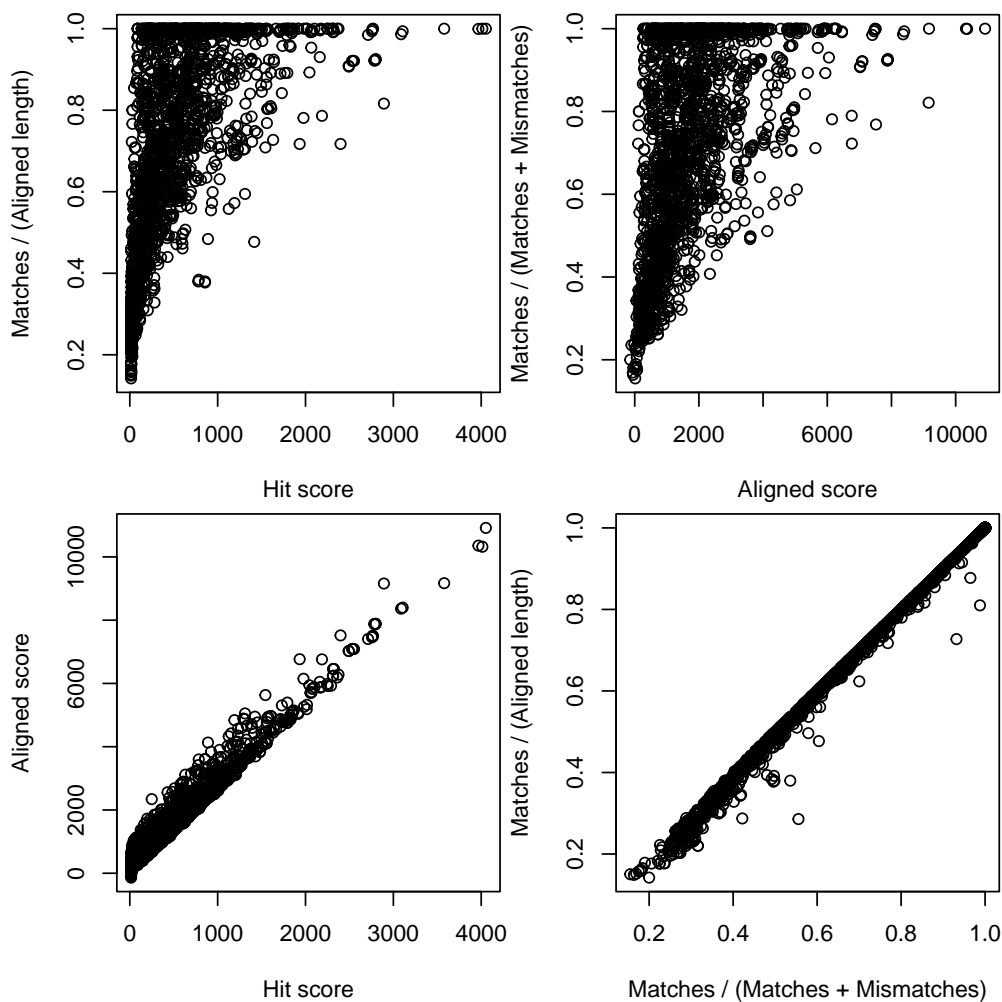 Matches / (Aligned length)
1.0
0.8
0.6
0.4
0.2
0 1000 2000 3000 4000
Hit score
Matches / (Matches + Mismatches)
1.0
0.8
0.6
0.4
0.2
0 2000 6000 10000
Aligned score
Aligned score
10000
6000
2000
0
0 1000 2000 3000 4000
Hit score
Matches / (Aligned length)
1.0
0.8
0.6
0.4
0.2
0.2 0.4 0.6 0.8 1.0
Matches / (Matches + Mismatches)